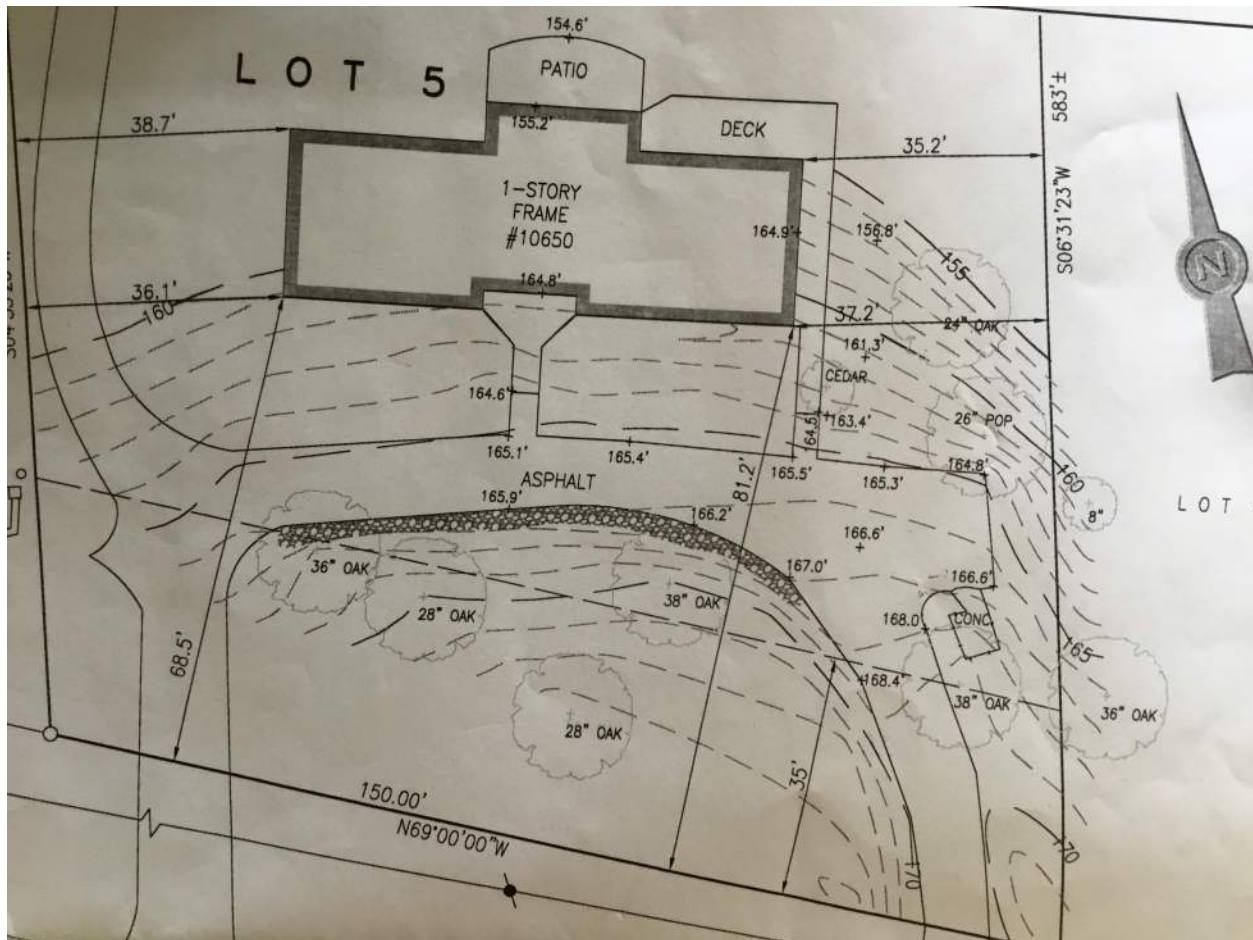 154.6'
LOT 5
PATIO
583'±
38.7'
155.2'
DECK
35.2'
1-STORY
FRAME
#10650
164.9'
156.8'
155
S06°31'23"W
N
164.8'
36.1'
160
37.2'
24" OAK
161.3'
CEDAR
164.6'
164.5'
163.4'
26" POP
165.1'
165.4'
165.5'
165.3'
164.8'
160
ASPHALT
81.2'
165.9'
166.2'
166.6'
8"
LOT
36" OAK
167.0'
28" OAK
38" OAK
166.6'
168.0
CONC.
165
68.5'
168.4'
38" OAK
36" OAK
28" OAK
35'
150.00'
N69°00'00"W
170
170